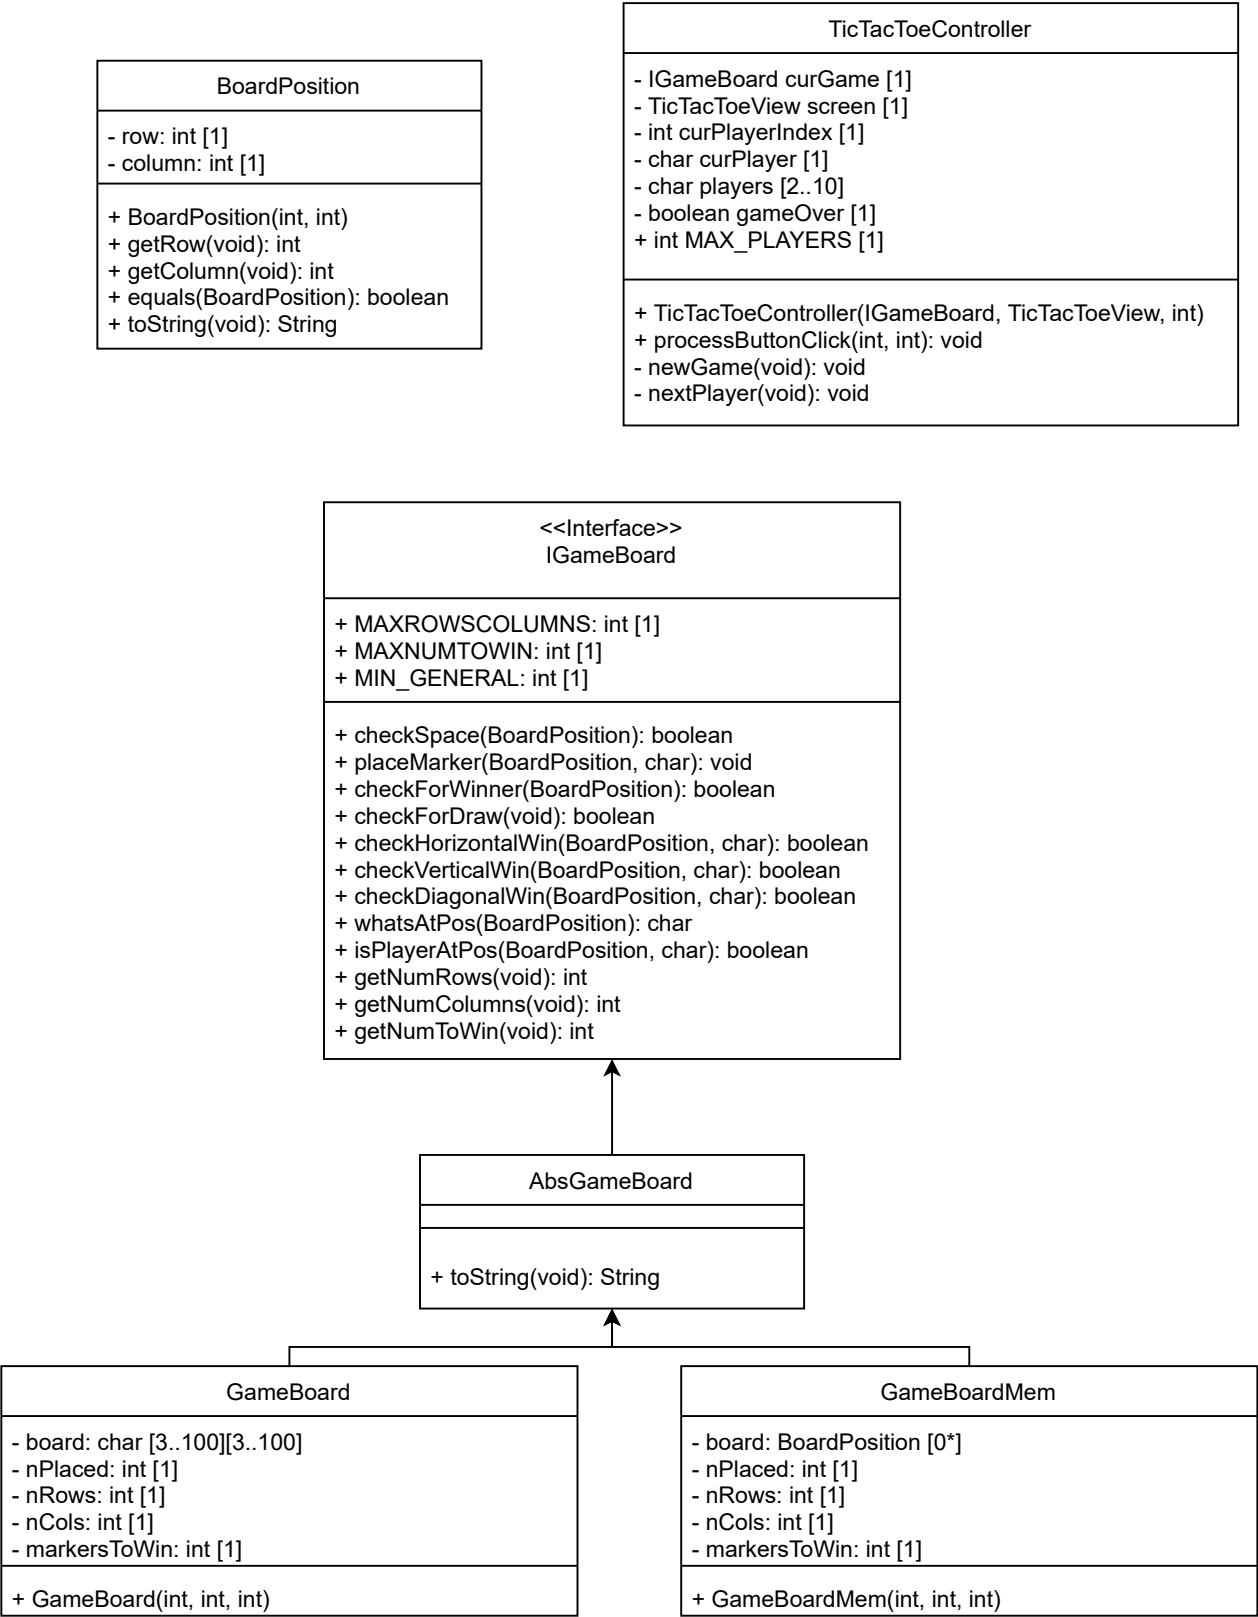 BoardPosition
- row: int [1]
- column: int [1]
+ BoardPosition(int, int)
+ getRow(void): int
+ getColumn(void): int
+ equals(BoardPosition): boolean
+ toString(void): String
TicTacToeController
- IGameBoard curGame [1]
- TicTacToeView screen [1]
- int curPlayerIndex [1]
- char curPlayer [1]
- char players [2..10]
- boolean gameOver [1]
+ int MAX_PLAYERS [1]
+ TicTacToeController(IGameBoard, TicTacToeView, int)
+ processButtonClick(int, int): void
- newGame(void): void
- nextPlayer(void): void
<<Interface>>
IGameBoard
+ MAXROWSCOLUMNS: int [1]
+ MAXNUMTOWIN: int [1]
+ MIN_GENERAL: int [1]
+ checkSpace(BoardPosition): boolean
+ placeMarker(BoardPosition, char): void
+ checkForWinner(BoardPosition): boolean
+ checkForDraw(void): boolean
+ checkHorizontalWin(BoardPosition, char): boolean
+ checkVerticalWin(BoardPosition, char): boolean
+ checkDiagonalWin(BoardPosition, char): boolean
+ whatsAtPos(BoardPosition): char
+ isPlayerAtPos(BoardPosition, char): boolean
+ getNumRows(void): int
+ getNumColumns(void): int
+ getNumToWin(void): int
AbsGameBoard
+ toString(void): String
GameBoard
- board: char [3..100][3..100]
- nPlaced: int [1]
- nRows: int [1]
- nCols: int [1]
- markersToWin: int [1]
+ GameBoard(int, int, int)
GameBoardMem
- board: BoardPosition [0*]
- nPlaced: int [1]
- nRows: int [1]
- nCols: int [1]
- markersToWin: int [1]
+ GameBoardMem(int, int, int)